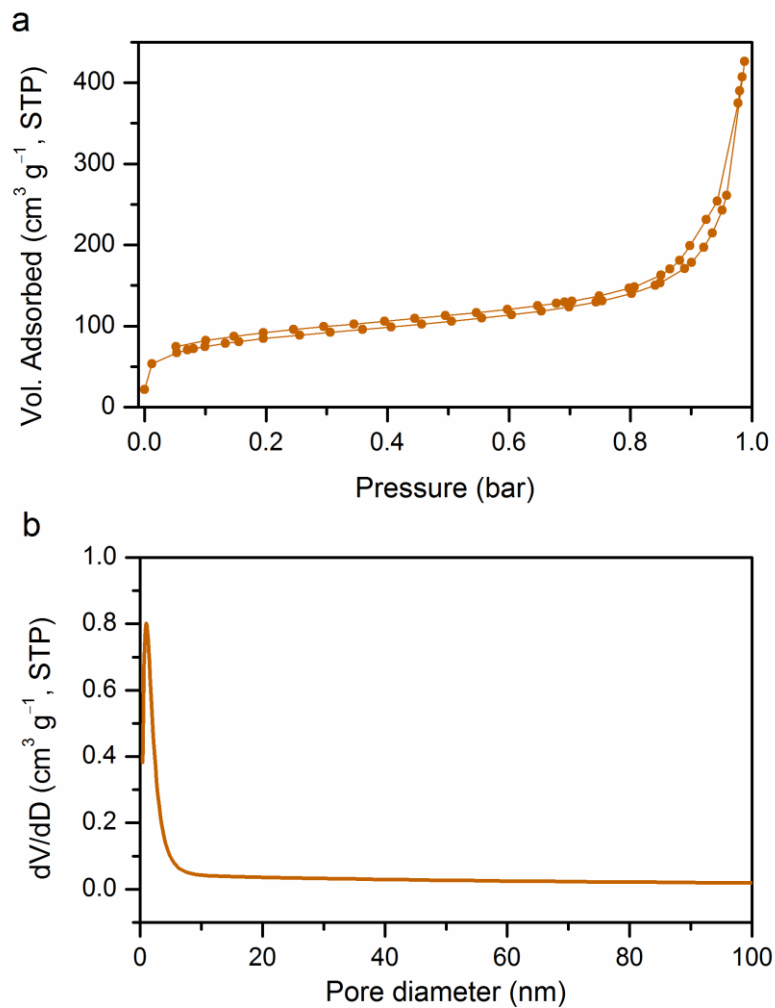 a
Vol. Adsorbed (cm³ g⁻¹, STP)
400
300
200
100
0
0.0 0.2 0.4 0.6 0.8 1.0
Pressure (bar)
b
dV/dD (cm³ g⁻¹, STP)
1.0
0.8
0.6
0.4
0.2
0.0
0 20 40 60 80 100
Pore diameter (nm)